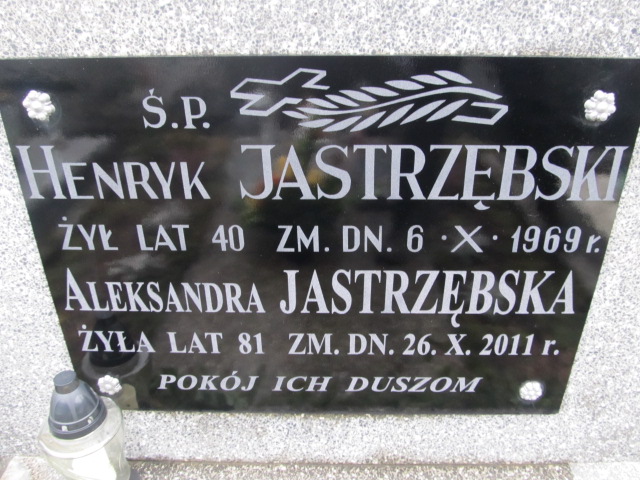 Ś.P.
HENRYK JASTRZĘBSKI
ŻYŁ LAT 40 ZM. DN. 6 · X · 1969 r.
ALEKSANDRA JASTRZĘBSKA
ŻYŁA LAT 81 ZM. DN. 26. X. 2011 r.
POKÓJ ICH DUSZOM